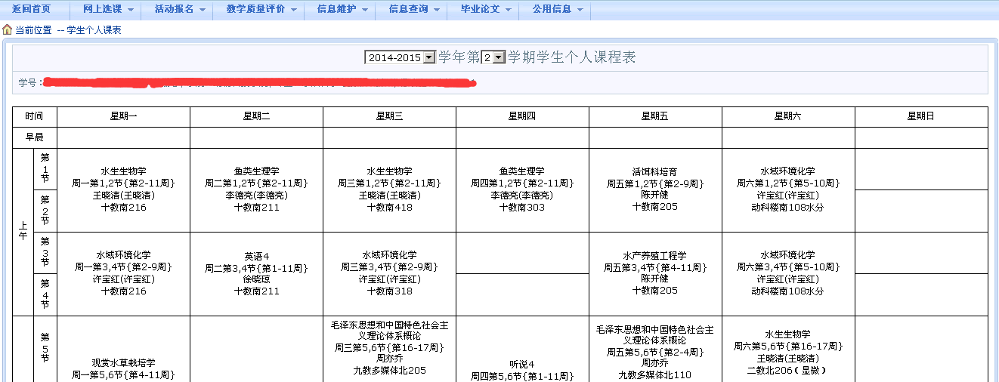 返回首页 网上选课 活动报名 教学质量评价 信息维护 信息查询 毕业论文 公用信息
当前位置 -- 学生个人课表
2014-2015 学年第 2 学期学生个人课程表
学号：
时间 星期一 星期二 星期三 星期四 星期五 星期六 星期日
早晨
上午
第1节
水生生物学
周一第1,2节{第2-11周}
王晓清(王晓清)
十教南216
鱼类生理学
周二第1,2节{第2-11周}
李德亮(李德亮)
十教南211
水生生物学
周三第1,2节{第2-11周}
王晓清(王晓清)
十教南418
鱼类生理学
周四第1,2节{第2-11周}
李德亮(李德亮)
十教南303
活饵料培育
周五第1,2节{第2-9周}
陈开健
十教南205
水域环境化学
周六第1,2节{第5-10周}
许宝红(许宝红)
动科楼南108水分
第2节
第3节
水域环境化学
周一第3,4节{第2-9周}
许宝红(许宝红)
十教南216
英语4
周二第3,4节{第1-11周}
徐晓琼
十教南211
水域环境化学
周三第3,4节{第2-9周}
许宝红(许宝红)
十教南318
水产养殖工程学
周五第3,4节{第4-11周}
陈开健
十教南205
水域环境化学
周六第3,4节{第5-10周}
许宝红(许宝红)
动科楼南108水分
第4节
第5节
观赏水草栽培学
周一第5,6节{第4-11周}
毛泽东思想和中国特色社会主
义理论体系概论
周三第5,6节{第16-17周}
周亦乔
九教多媒体北205
听说4
周四第5,6节{第1-11周}
毛泽东思想和中国特色社会主
义理论体系概论
周五第5,6节{第2-4周}
周亦乔
九教多媒体北110
水生生物学
周六第5,6节{第16-17周}
王晓清(王晓清)
二教北206（显微）